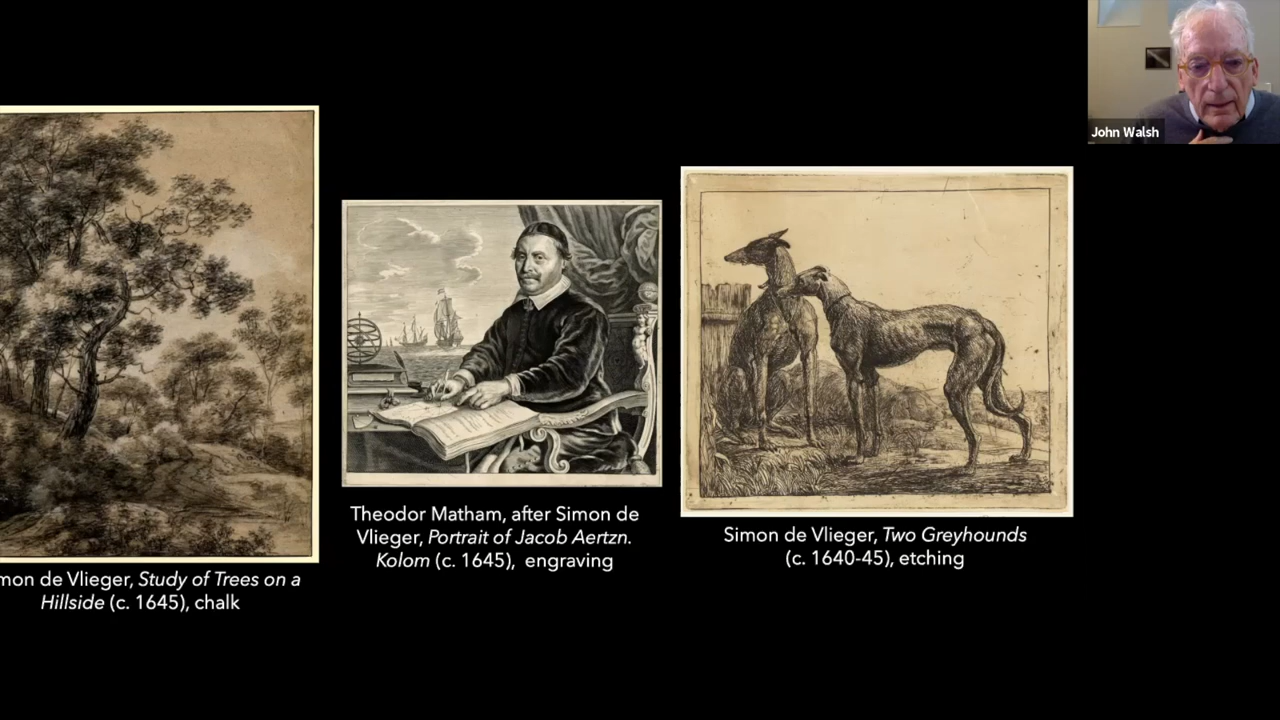 mon de Vlieger, Study of Trees on a
Hillside (c. 1645), chalk
Theodor Matham, after Simon de
Vlieger, Portrait of Jacob Aertzn.
Kolom (c. 1645), engraving
Simon de Vlieger, Two Greyhounds
(c. 1640-45), etching
John Walsh